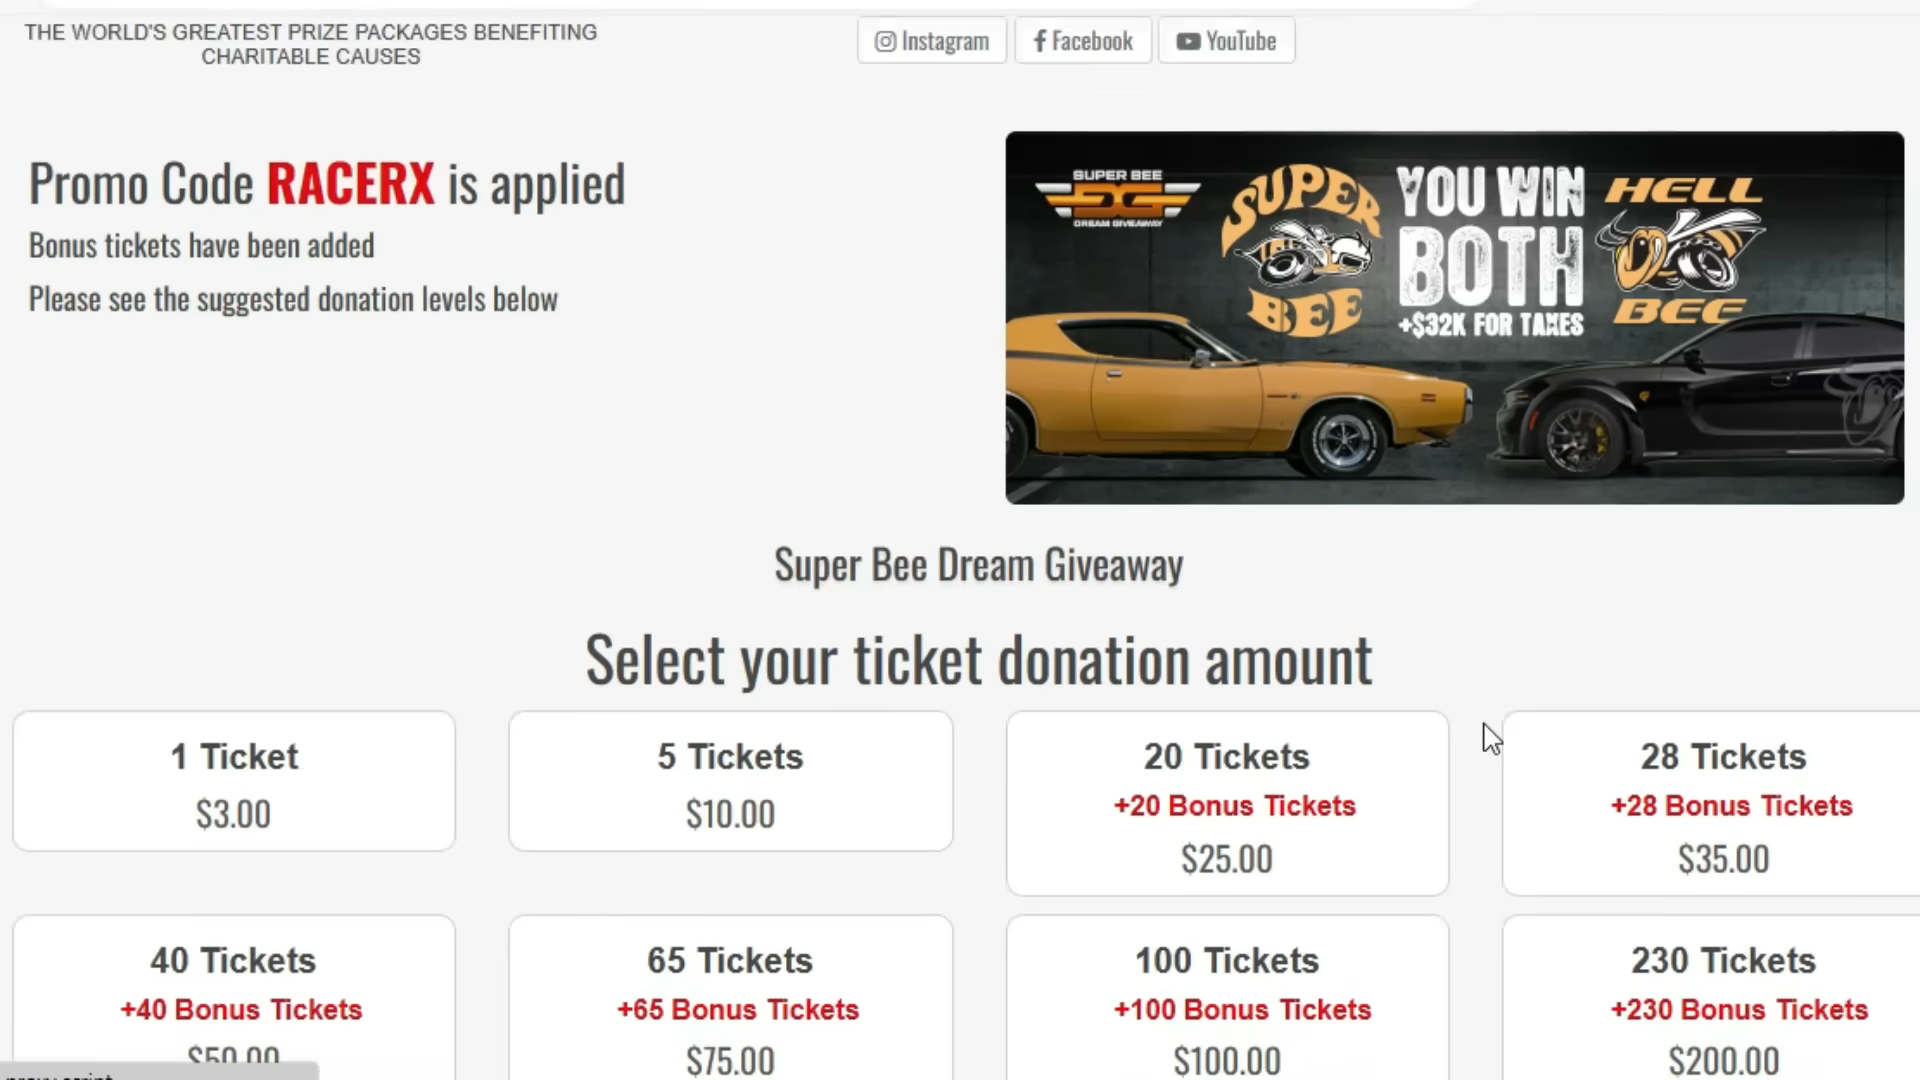 THE WORLD'S GREATEST PRIZE PACKAGES BENEFITING
CHARITABLE CAUSES
Instagram
Facebook
YouTube
Promo Code RACERX is applied
Bonus tickets have been added
Please see the suggested donation levels below
SUPER BEE
DG
DREAM GIVEAWAY
SUPER
BEE
YOU WIN
BOTH
+$32K FOR TAXES
HELL
BEE
Super Bee Dream Giveaway
Select your ticket donation amount
1 Ticket
$3.00
5 Tickets
$10.00
20 Tickets
+20 Bonus Tickets
$25.00
28 Tickets
+28 Bonus Tickets
$35.00
40 Tickets
+40 Bonus Tickets
$50.00
65 Tickets
+65 Bonus Tickets
$75.00
100 Tickets
+100 Bonus Tickets
$100.00
230 Tickets
+230 Bonus Tickets
$200.00